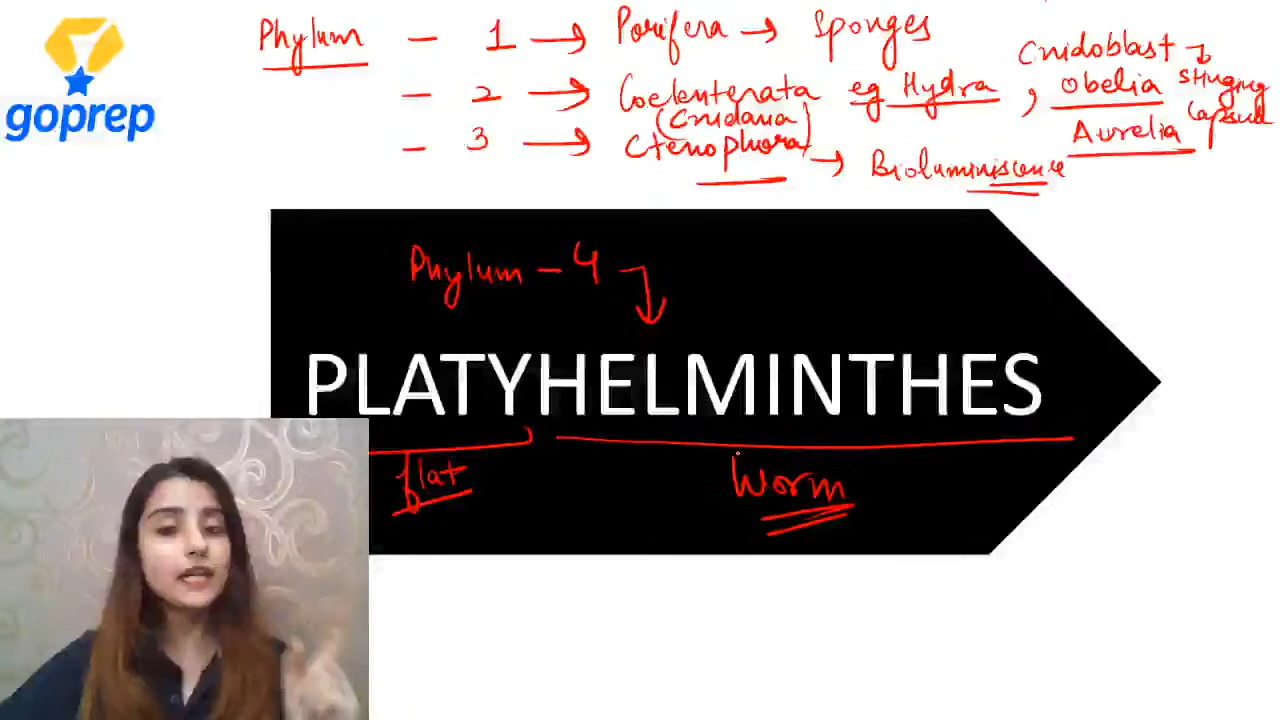 goprep
Phylum - 1 → Porifera → Sponges
- 2 → Coelenterata eg Hydra, Obelia
(Cnidaria)
Cnidoblast → Stinging Capsul
Aurelia
- 3 → Ctenophora → Bioluminiscence
Phylum - 4
PLATYHELMINTHES
flat
Worm